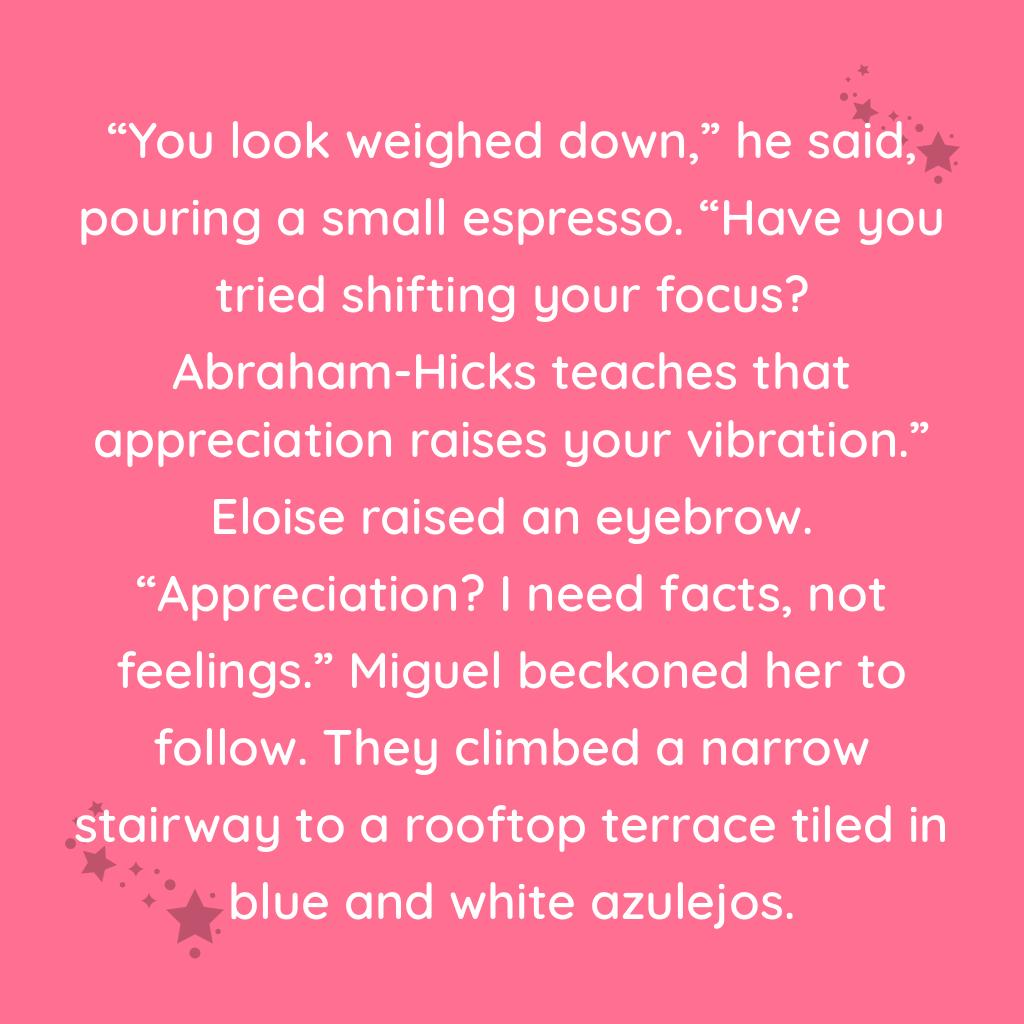 “You look weighed down,” he said,
pouring a small espresso. “Have you
tried shifting your focus?
Abraham-Hicks teaches that
appreciation raises your vibration.”
Eloise raised an eyebrow.
“Appreciation? I need facts, not
feelings.” Miguel beckoned her to
follow. They climbed a narrow
stairway to a rooftop terrace tiled in
blue and white azulejos.